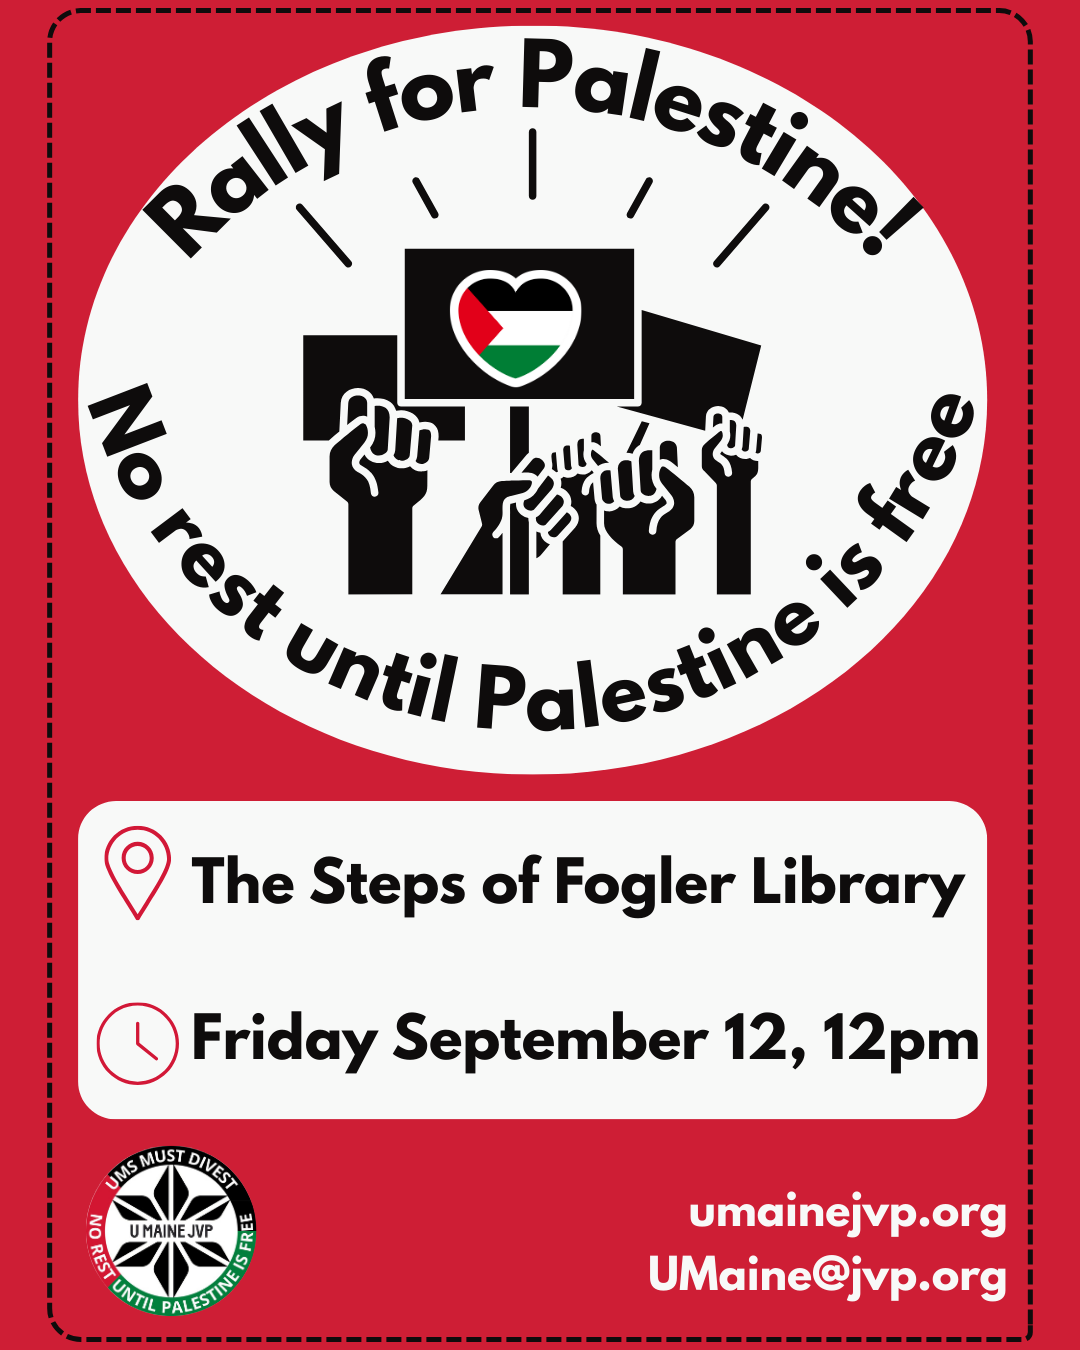 Rally for Palestine!
No rest until Palestine is free
The Steps of Fogler Library
Friday September 12, 12pm
UMS MUST DIVEST
U MAINE JVP
NO REST UNTIL PALESTINE IS FREE
umainejvp.org
UMaine@jvp.org